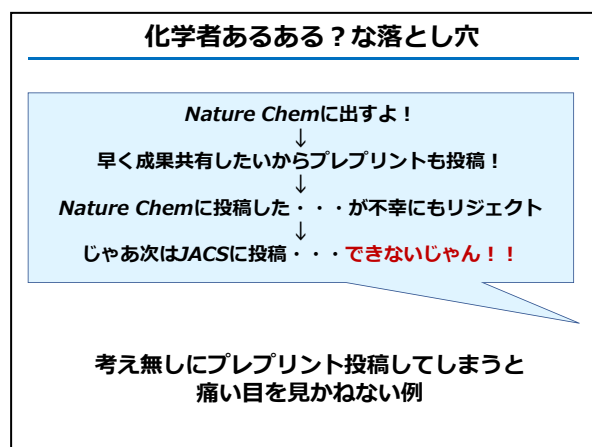 化学者あるある？な落とし穴
Nature Chemに出すよ！
↓
早く成果共有したいからプレプリントも投稿！
↓
Nature Chemに投稿した・・・が不幸にもリジェクト
↓
じゃあ次はJACSに投稿・・・できないじゃん！！
考え無しにプレプリント投稿してしまうと
痛い目を見かねない例